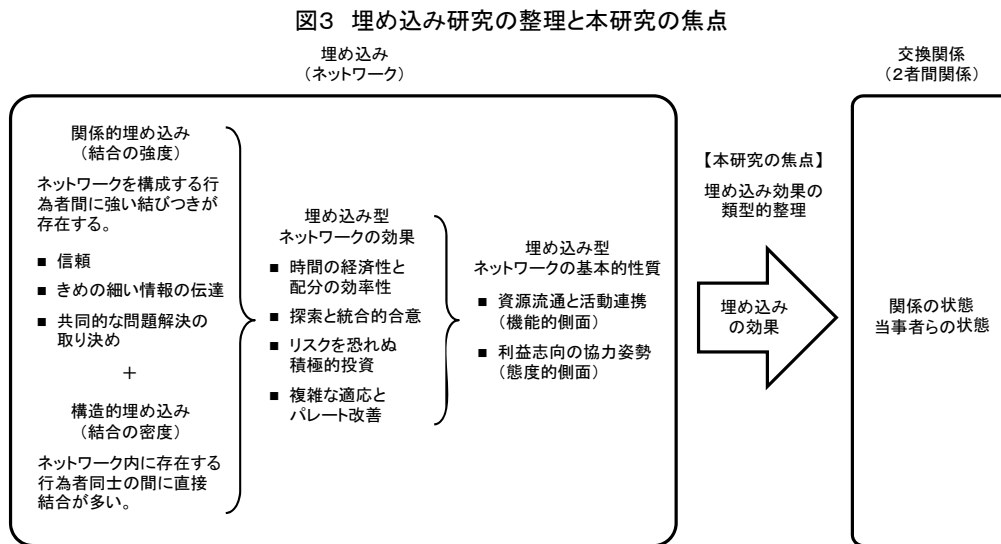 図3 埋め込み研究の整理と本研究の焦点
埋め込み
(ネットワーク)
関係的埋め込み
(結合の強度)
ネットワークを構成する行
為者間に強い結びつきが
存在する。
■ 信頼
■ きめの細い情報の伝達
■ 共同的な問題解決の
取り決め
+
構造的埋め込み
(結合の密度)
ネットワーク内に存在する
行為者同士の間に直接
結合が多い。
埋め込み型
ネットワークの効果
■ 時間の経済性と
配分の効率性
■ 探索と統合的合意
■ リスクを恐れぬ
積極的投資
■ 複雑な適応と
パレート改善
埋め込み型
ネットワークの基本的性質
■ 資源流通と活動連携
(機能的側面)
■ 利益志向の協力姿勢
(態度的側面)
【本研究の焦点】
埋め込み効果の
類型的整理
埋め込み
の効果
交換関係
(2者間関係)
関係の状態
当事者らの状態